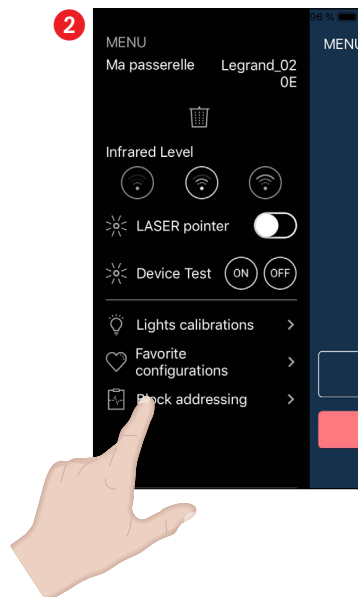 2
96 %
MENU
MENU
Ma passerelle Legrand_02
0E
Infrared Level
LASER pointer
Device Test ON OFF
Lights calibrations >
Favorite
configurations >
Block addressing >